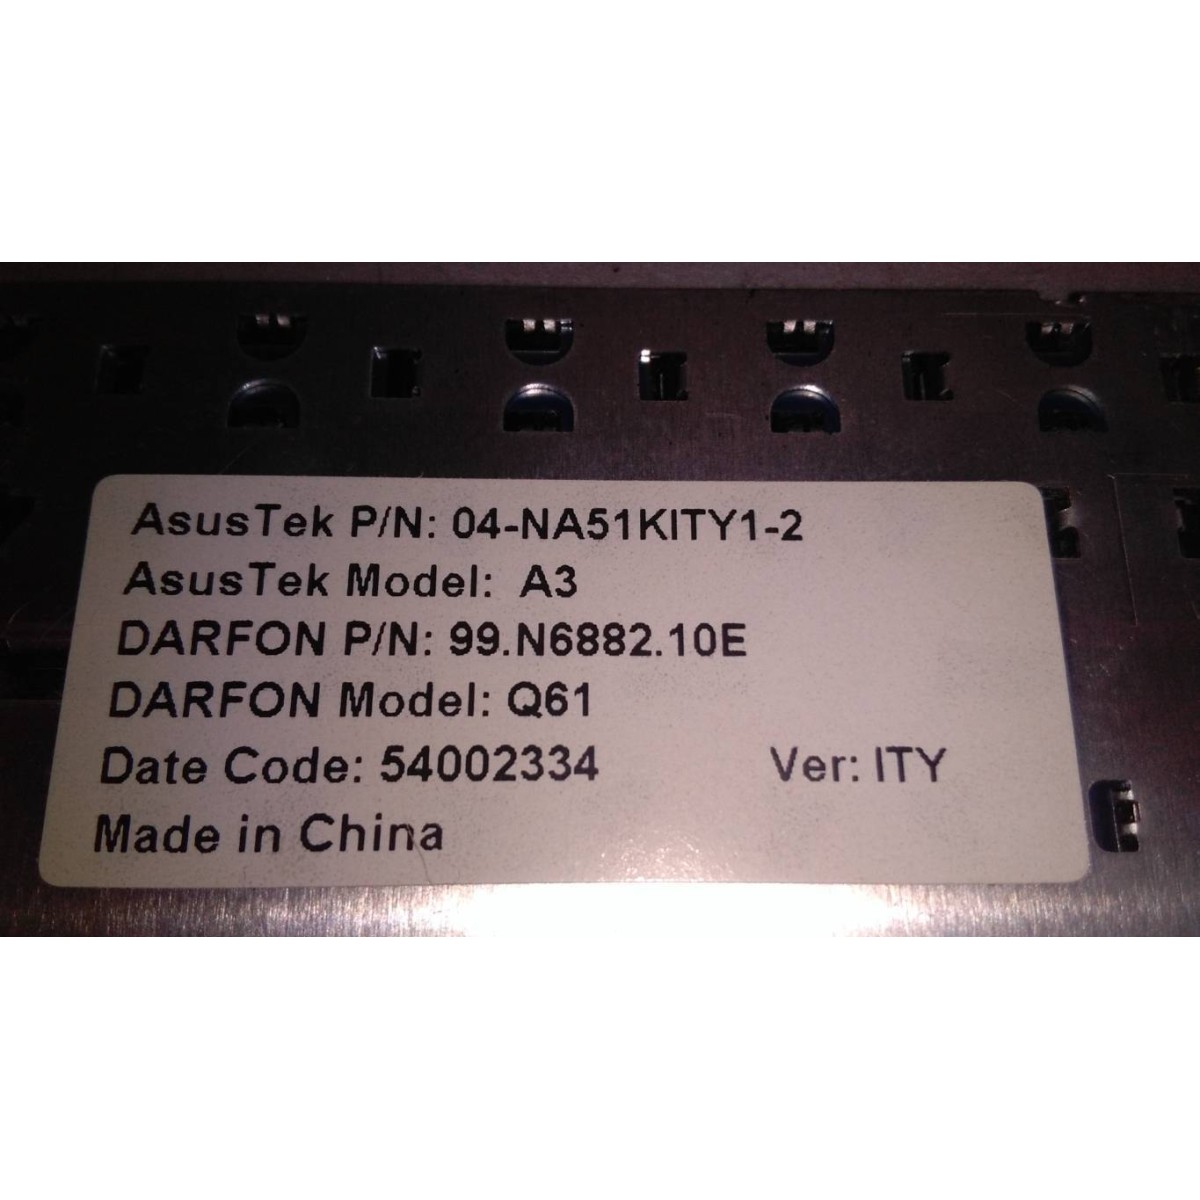 AsusTek P/N: 04-NA51KITY1-2
AsusTek Model: A3
DARFON P/N: 99.N6882.10E
DARFON Model: Q61
Date Code: 54002334 Ver: ITY
Made in China